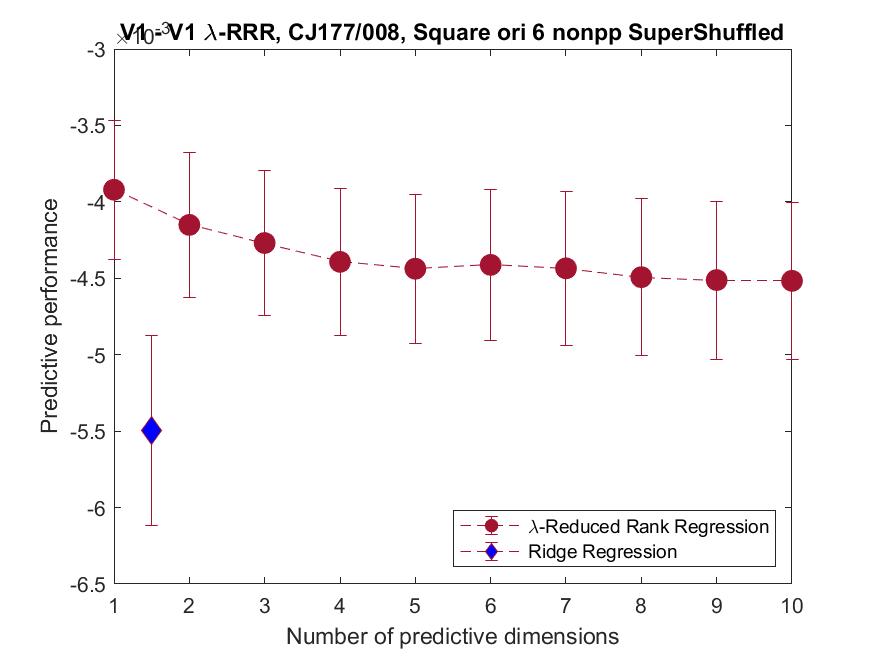 V1 - V1 λ-RRR, CJ177/008, Square ori 6 nonpp SuperShuffled
×10-3
-3
-3.5
-4
-4.5
-5
-5.5
-6
-6.5
Predictive performance
1 2 3 4 5 6 7 8 9 10
Number of predictive dimensions
λ-Reduced Rank Regression
Ridge Regression